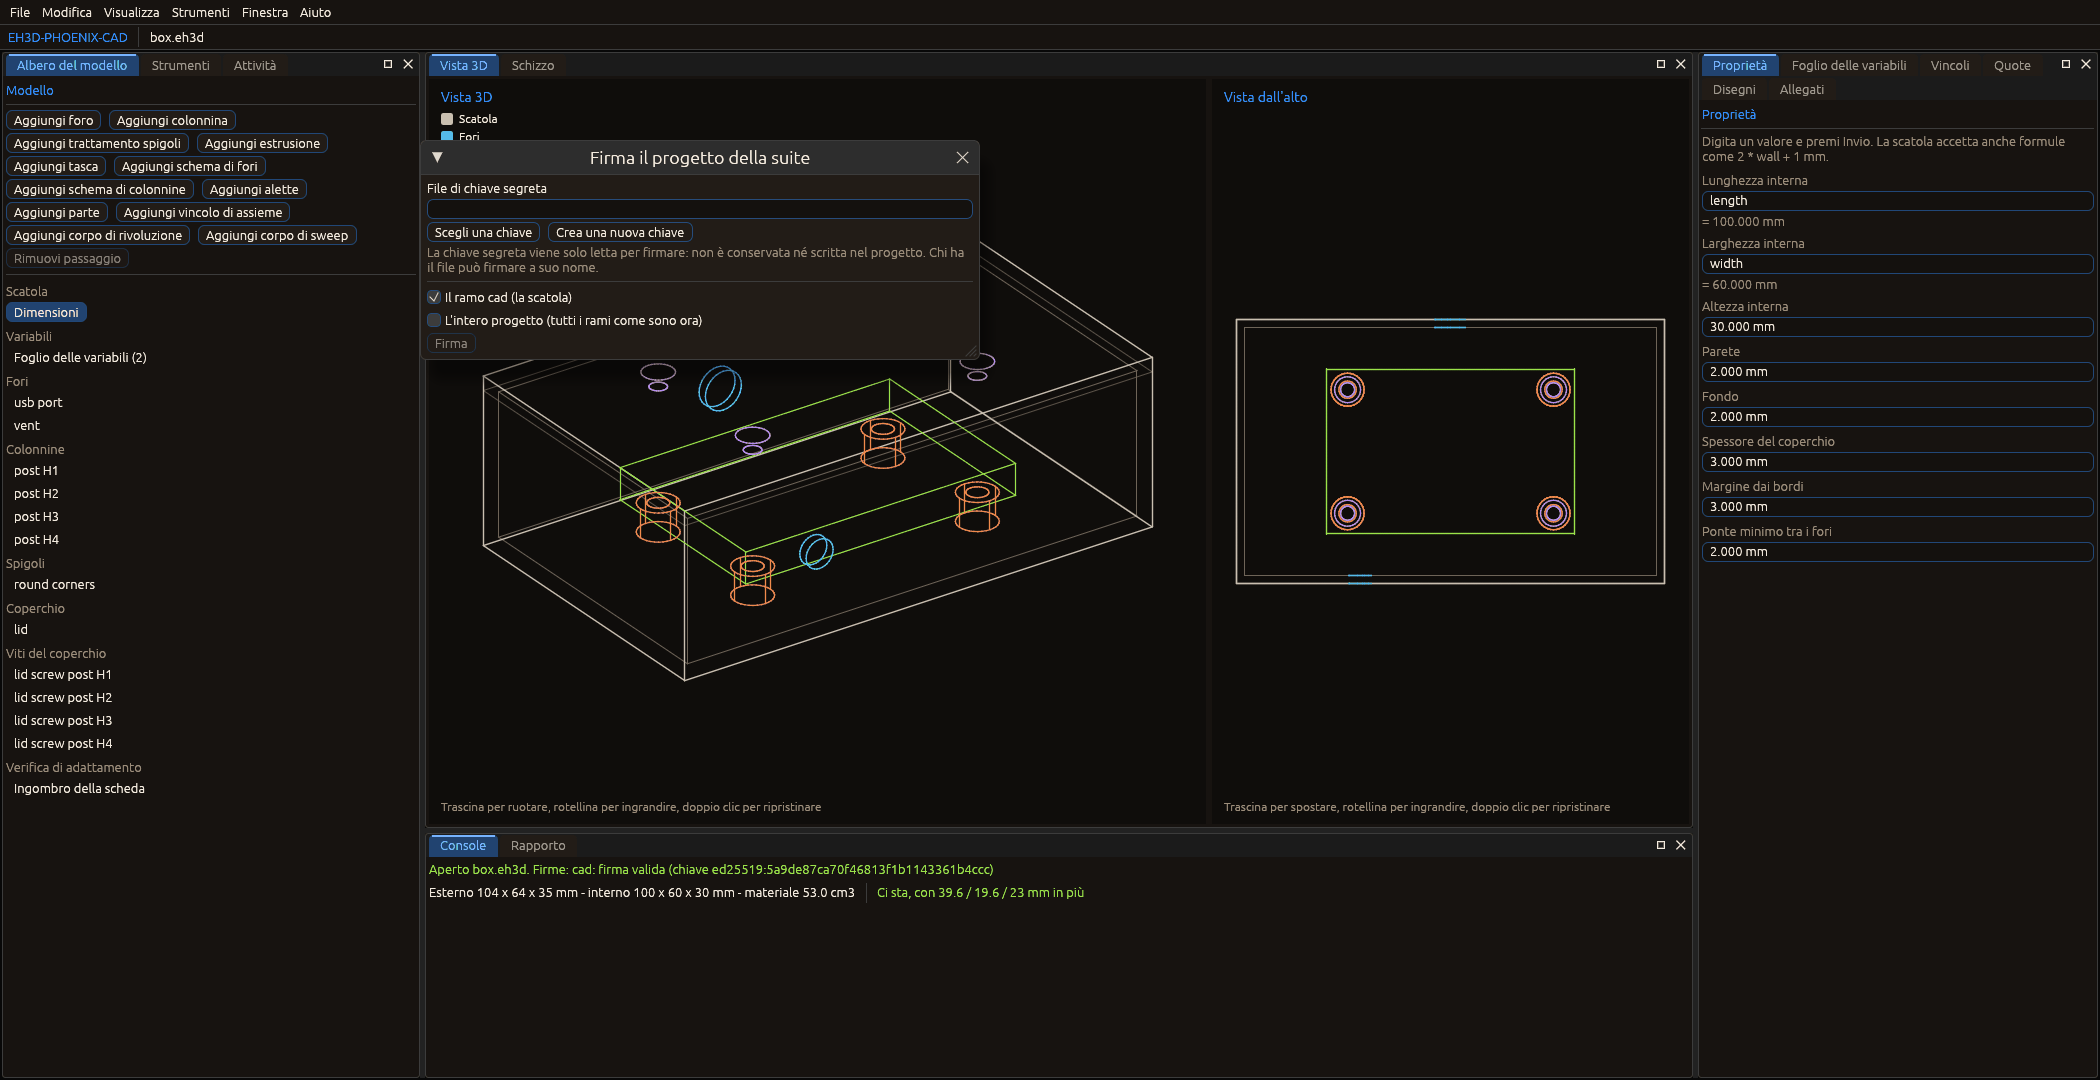 File Modifica Visualizza Strumenti Finestra Aiuto
EH3D-PHOENIX-CAD box.eh3d
Albero del modello Strumenti Attività
Modello
Aggiungi foro Aggiungi colonnina
Aggiungi trattamento spigoli Aggiungi estrusione
Aggiungi tasca Aggiungi schema di fori
Aggiungi schema di colonnine Aggiungi alette
Aggiungi parte Aggiungi vincolo di assieme
Aggiungi corpo di rivoluzione Aggiungi corpo di sweep
Rimuovi passaggio
Scatola
Dimensioni
Variabili
Foglio delle variabili (2)
Fori
usb port
vent
Colonnine
post H1
post H2
post H3
post H4
Spigoli
round corners
Coperchio
lid
Viti del coperchio
lid screw post H1
lid screw post H2
lid screw post H3
lid screw post H4
Verifica di adattamento
Ingombro della scheda
Vista 3D Schizzo
Vista 3D
Scatola
Fori
Firma il progetto della suite
File di chiave segreta
Scegli una chiave Crea una nuova chiave
La chiave segreta viene solo letta per firmare: non è conservata né scritta nel progetto. Chi ha
il file può firmare a suo nome.
Il ramo cad (la scatola)
L'intero progetto (tutti i rami come sono ora)
Firma
Trascina per ruotare, rotellina per ingrandire, doppio clic per ripristinare
Vista dall'alto
Trascina per spostare, rotellina per ingrandire, doppio clic per ripristinare
Console Rapporto
Aperto box.eh3d. Firme: cad: firma valida (chiave ed25519:5a9de87ca70f46813f1b1143361b4ccc)
Esterno 104 x 64 x 35 mm - interno 100 x 60 x 30 mm - materiale 53.0 cm3 Ci sta, con 39.6 / 19.6 / 23 mm in più
Proprietà Foglio delle variabili Vincoli Quote
Disegni Allegati
Proprietà
Digita un valore e premi Invio. La scatola accetta anche formule
come 2 * wall + 1 mm.
Lunghezza interna
length
= 100.000 mm
Larghezza interna
width
= 60.000 mm
Altezza interna
30.000 mm
Parete
2.000 mm
Fondo
2.000 mm
Spessore del coperchio
3.000 mm
Margine dai bordi
3.000 mm
Ponte minimo tra i fori
2.000 mm